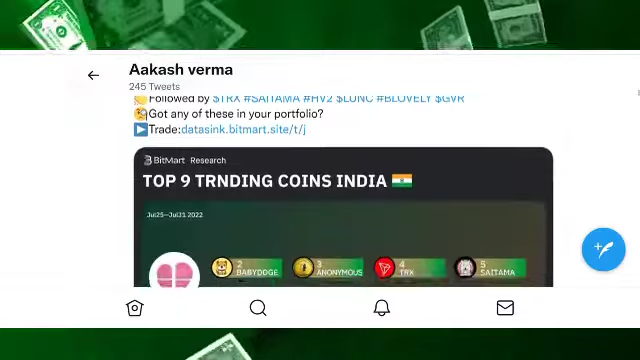 Aakash verma
245 Tweets
Followed by $TRX #SAITAMA #HV2 $LUNC #BLOVELY $GVR
Got any of these in your portfolio?
Trade:datasink.bitmart.site/t/j
BitMart Research
TOP 9 TRNDING COINS INDIA
Jul25—Jul31 2022
2 BABYDDGE
3 ANONYMOUS
4 TRX
5 SAITAMA